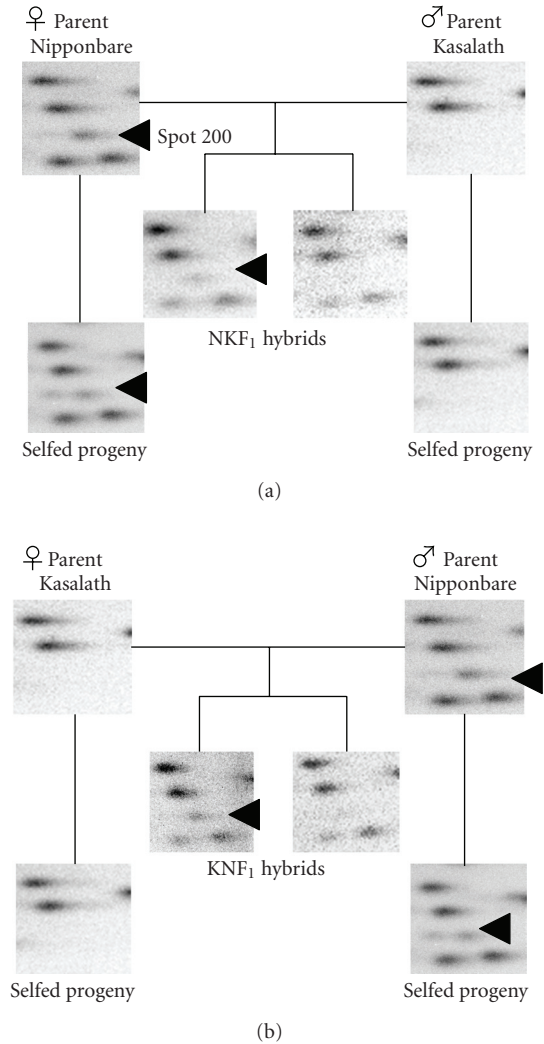 ♀ Parent
Nipponbare
♂ Parent
Kasalath
Spot 200
NKF₁ hybrids
Selfed progeny
Selfed progeny
(a)
♀ Parent
Kasalath
♂ Parent
Nipponbare
KNF₁ hybrids
Selfed progeny
Selfed progeny
(b)